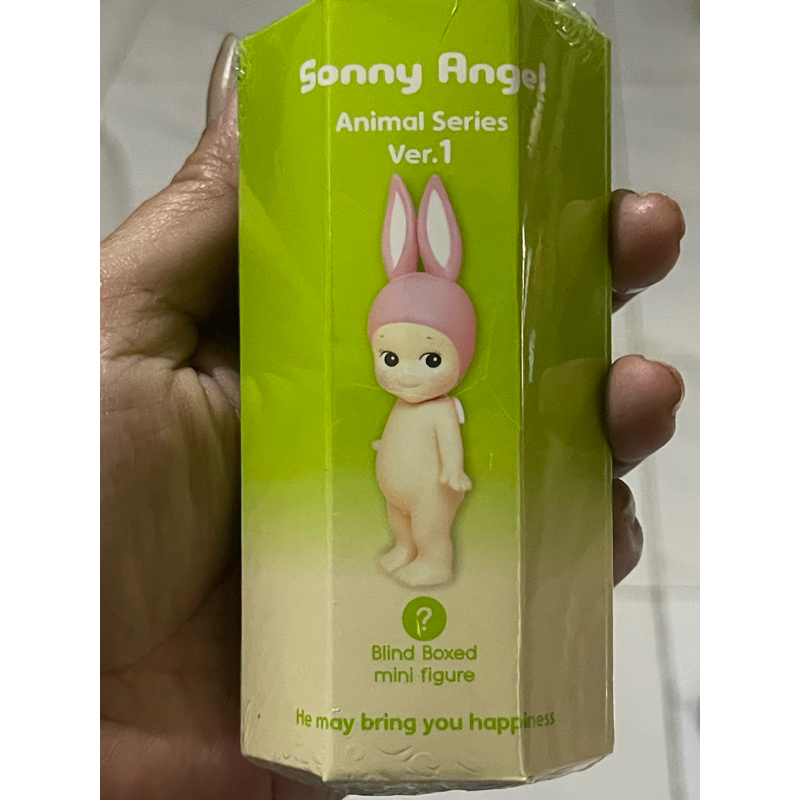 Sonny Angel
Animal Series
Ver.1
?
Blind Boxed
mini figure
He may bring you happiness